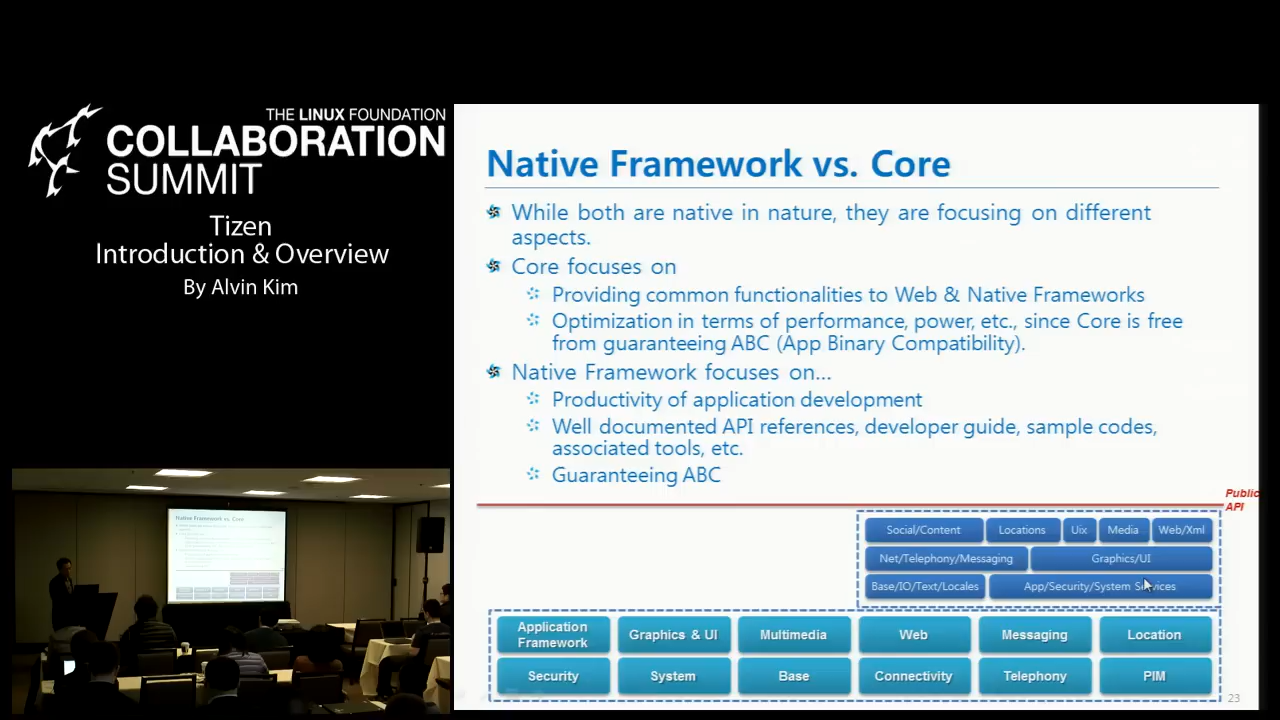 THE LINUX FOUNDATION
COLLABORATION
SUMMIT
Tizen
Introduction & Overview
By Alvin Kim
Native Framework vs. Core
While both are native in nature, they are focusing on different
aspects.
Core focuses on
Providing common functionalities to Web & Native Frameworks
Optimization in terms of performance, power, etc., since Core is free
from guaranteeing ABC (App Binary Compatibility).
Native Framework focuses on...
Productivity of application development
Well documented API references, developer guide, sample codes,
associated tools, etc.
Guaranteeing ABC
Public
API
Social/Content Locations Uix Media Web/Xml
Net/Telephony/Messaging Graphics/UI
Base/IO/Text/Locales App/Security/System Services
Application
Framework Graphics & UI Multimedia Web Messaging Location
Security System Base Connectivity Telephony PIM
23
Native Framework vs. Core